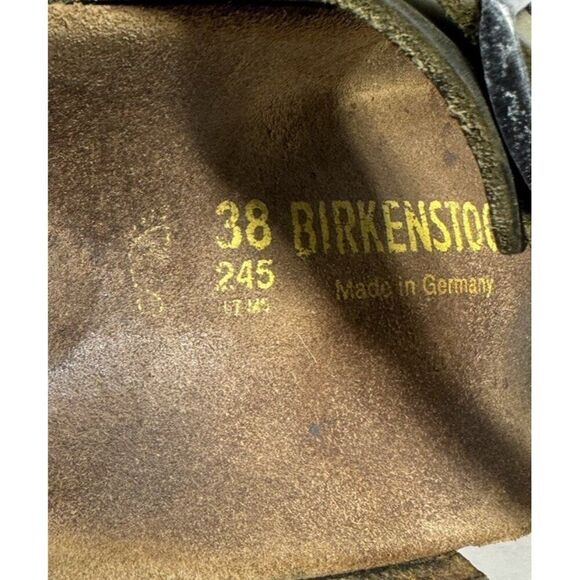 38 BIRKENSTOC
245
L7 M5
Made in Germany